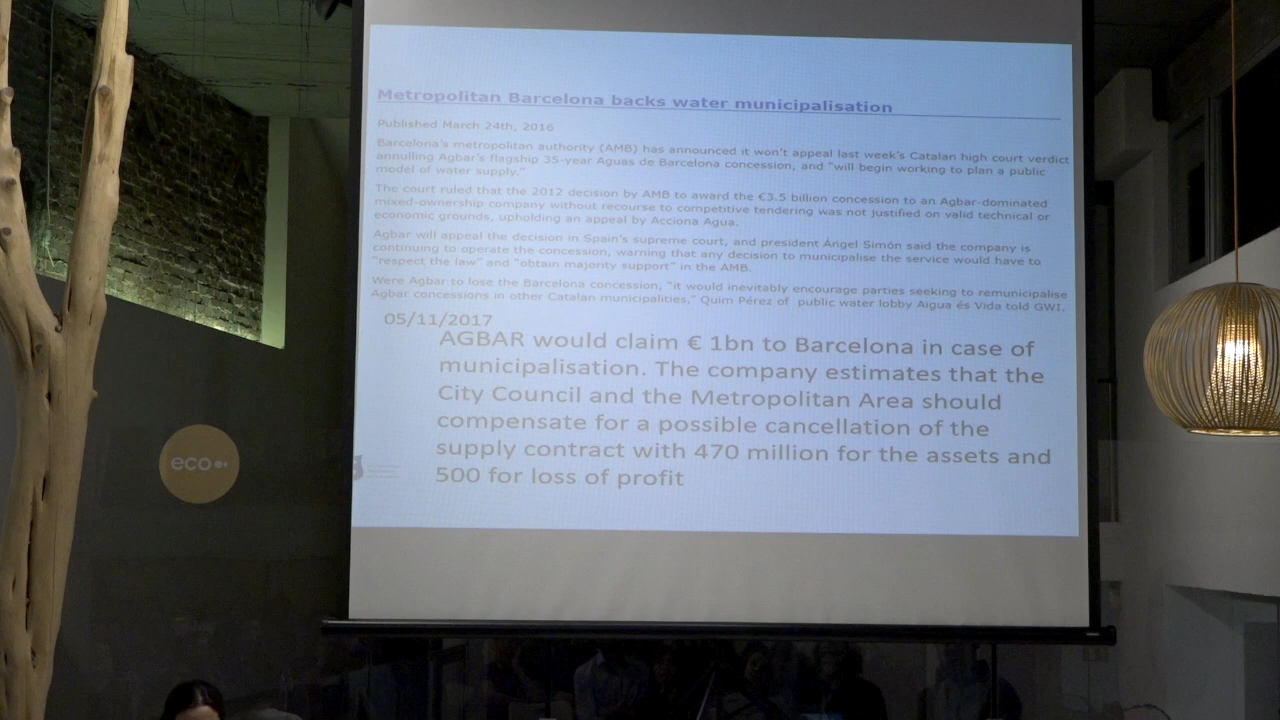 Metropolitan Barcelona backs water municipalisation
Published March 24th, 2016
Barcelona's metropolitan authority (AMB) has announced it won't appeal last week's Catalan high court verdict
annulling Agbar's flagship 35-year Aguas de Barcelona concession, and "will begin working to plan a public
model of water supply."
The court ruled that the 2012 decision by AMB to award the €3.5 billion concession to an Agbar-dominated
mixed-ownership company without recourse to competitive tendering was not justified on valid technical or
economic grounds, upholding an appeal by Acciona Agua.
Agbar will appeal the decision in Spain's supreme court, and president Ángel Simón said the company is
continuing to operate the concession, warning that any decision to municipalise the service would have to
"respect the law" and "obtain majority support" in the AMB.
Were Agbar to lose the Barcelona concession, "it would inevitably encourage parties seeking to remunicipalise
Agbar concessions in other Catalan municipalities," Quim Pérez of public water lobby Aigua és Vida told GWI.
05/11/2017
AGBAR would claim € 1bn to Barcelona in case of
municipalisation. The company estimates that the
City Council and the Metropolitan Area should
compensate for a possible cancellation of the
supply contract with 470 million for the assets and
500 for loss of profit
eco